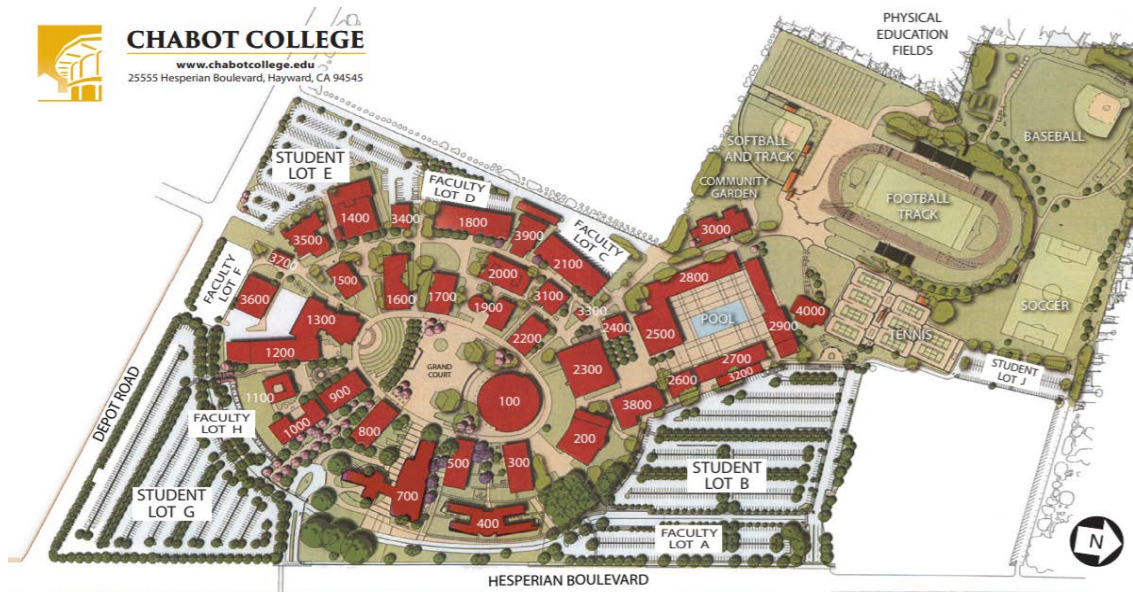 CHABOT COLLEGE
www.chabotcollege.edu
25555 Hesperian Boulevard, Hayward, CA 94545
PHYSICAL
EDUCATION
FIELDS
BASEBALL
SOFTBALL
AND TRACK
COMMUNITY
GARDEN
FOOTBALL
TRACK
SOCCER
TENNIS
STUDENT
LOT J
STUDENT
LOT E
FACULTY
LOT D
FACULTY
LOT C
FACULTY
LOT F
1400
3400
1800
3900
2100
3500
3700
1500
1600
1700
2000
1900
3100
3300
2200
2400
3000
2800
2500
POOL
2900
4000
2700
3200
2600
3600
1300
1200
GRAND
COURT
100
2300
3800
200
1100
900
1000
800
FACULTY
LOT H
700
500
300
400
STUDENT
LOT G
STUDENT
LOT B
FACULTY
LOT A
DEPOT ROAD
HESPERIAN BOULEVARD
N